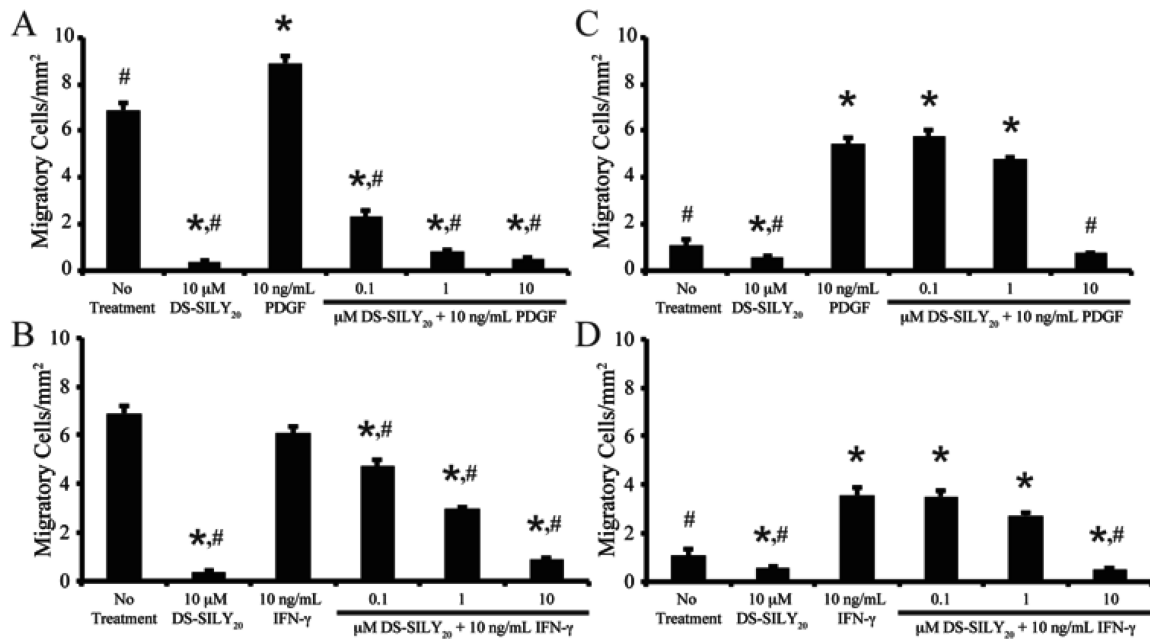 A
Migratory Cells/mm²
10
8
6
4
2
0
#
*,#
*
*,#
*,#
*,#
No Treatment
10 μM DS-SILY₂₀
10 ng/mL PDGF
0.1
1
10
μM DS-SILY₂₀ + 10 ng/mL PDGF
C
Migratory Cells/mm²
10
8
6
4
2
0
#
*,#
*
*
*
#
No Treatment
10 μM DS-SILY₂₀
10 ng/mL PDGF
0.1
1
10
μM DS-SILY₂₀ + 10 ng/mL PDGF
B
Migratory Cells/mm²
10
8
6
4
2
0
*,#
*,#
*,#
*,#
No Treatment
10 μM DS-SILY₂₀
10 ng/mL IFN-γ
0.1
1
10
μM DS-SILY₂₀ + 10 ng/mL IFN-γ
D
Migratory Cells/mm²
10
8
6
4
2
0
#
*,#
*
*
*
*,#
No Treatment
10 μM DS-SILY₂₀
10 ng/mL IFN-γ
0.1
1
10
μM DS-SILY₂₀ + 10 ng/mL IFN-γ